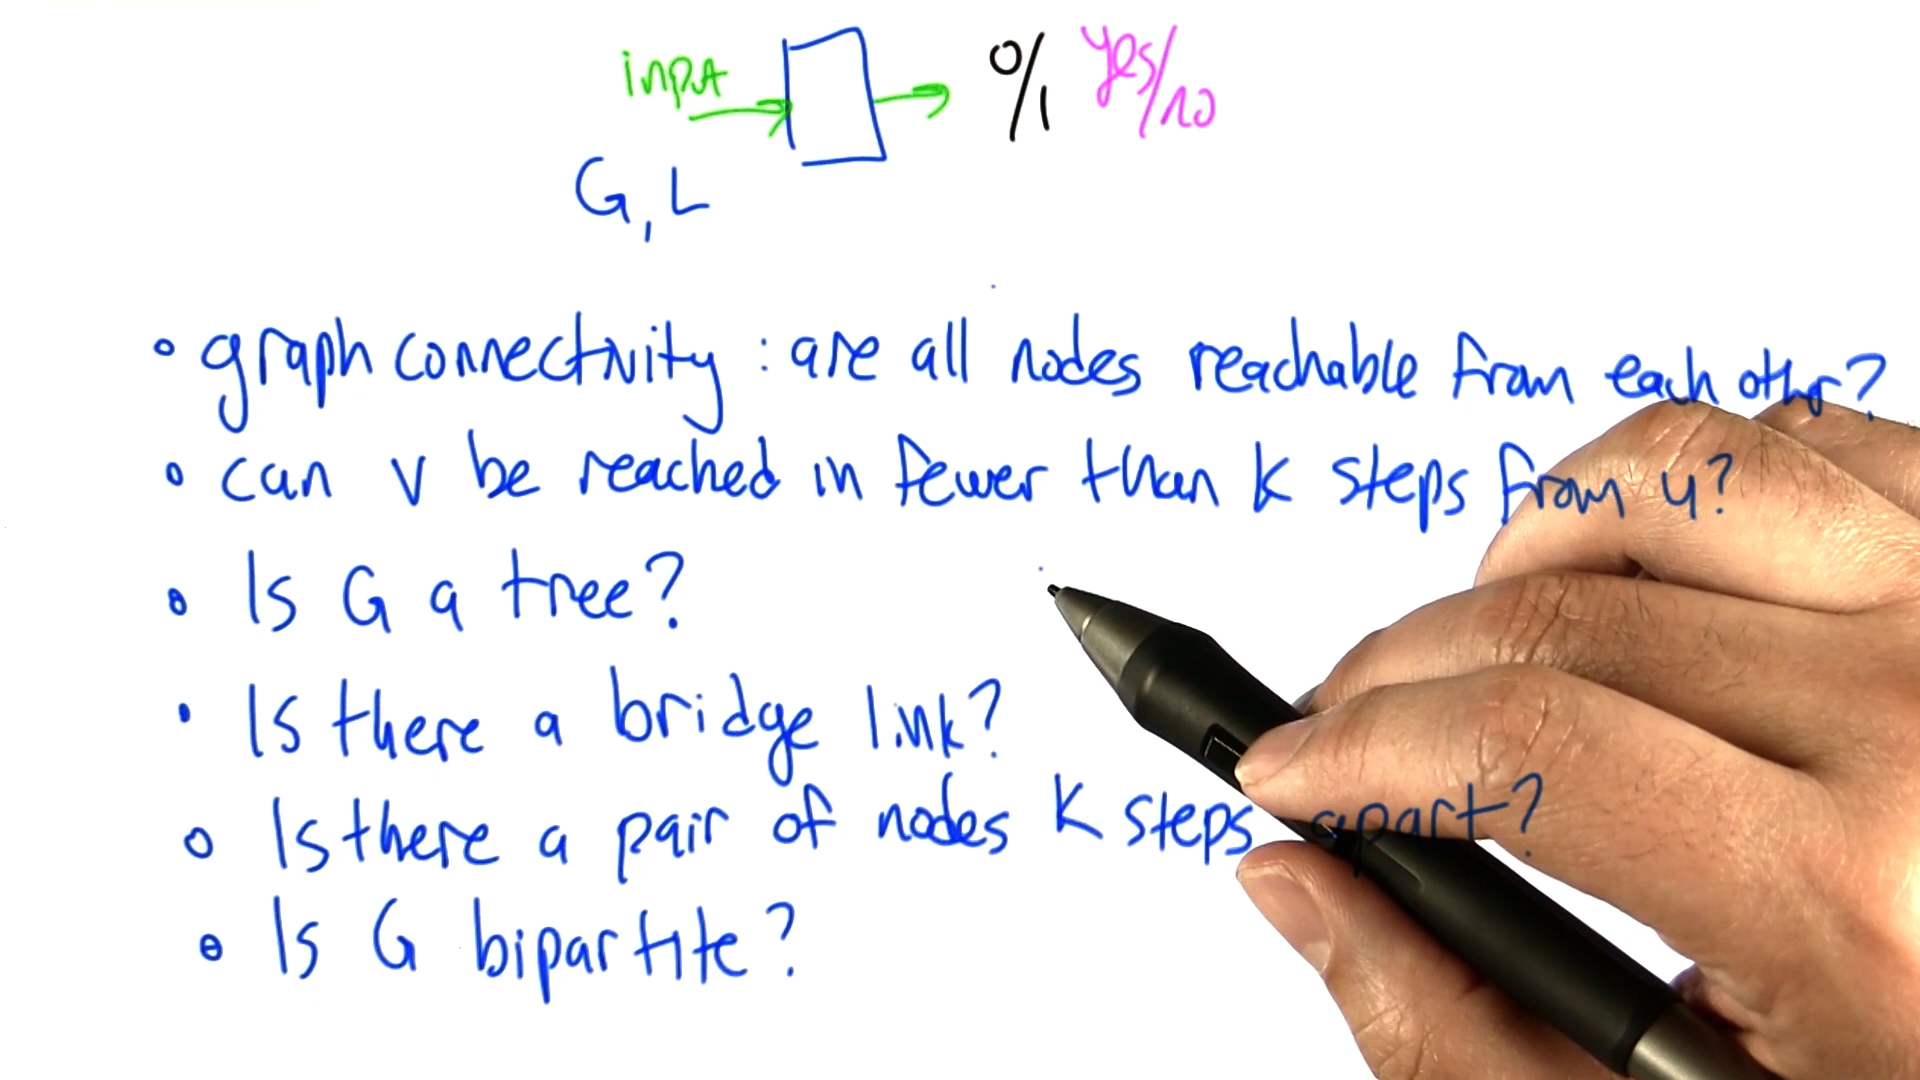 input 0/1 yes/no
G, L
graph connectivity : are all nodes reachable from each other?
can v be reached in fewer than k steps from u?
Is G a tree?
Is there a bridge link?
Is there a pair of nodes k steps apart?
Is G bipartite?